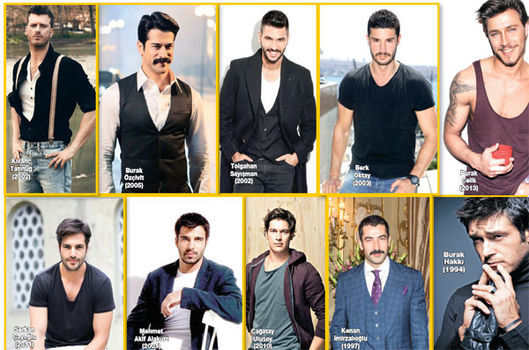 Kıvanç
Tatlıtuğ
(2002)
Burak
Özçivit
(2005)
Tolgahan
Sayışman
(2002)
Berk
Oktay
(2003)
Burak
Çelik
(2013)
Serkan
Çayoğlu
Mehmet
Akif Alakurt
Çağatay
Ulusoy
(2010)
Kenan
İmirzalıoğlu
(1997)
Burak
Hakkı
(1994)